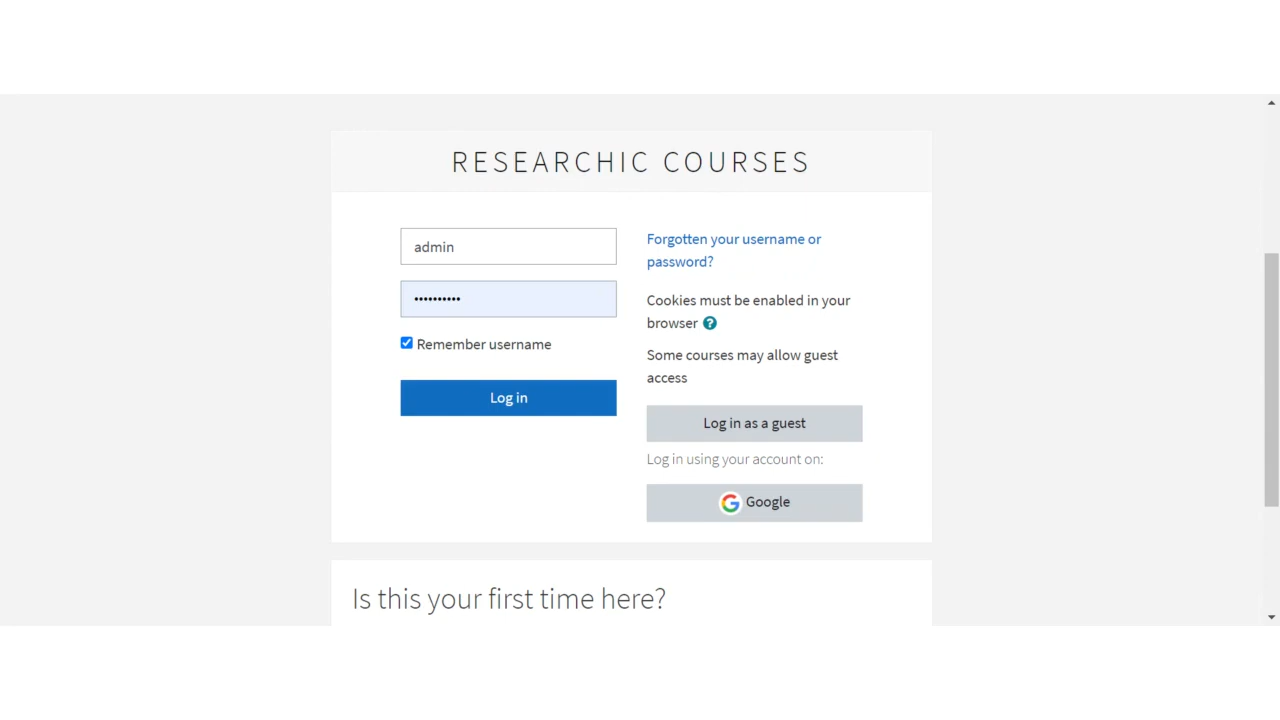 RESEARCHIC COURSES
admin
••••••••••
Remember username
Log in
Forgotten your username or
password?
Cookies must be enabled in your
browser ?
Some courses may allow guest
access
Log in as a guest
Log in using your account on:
Google
Is this your first time here?